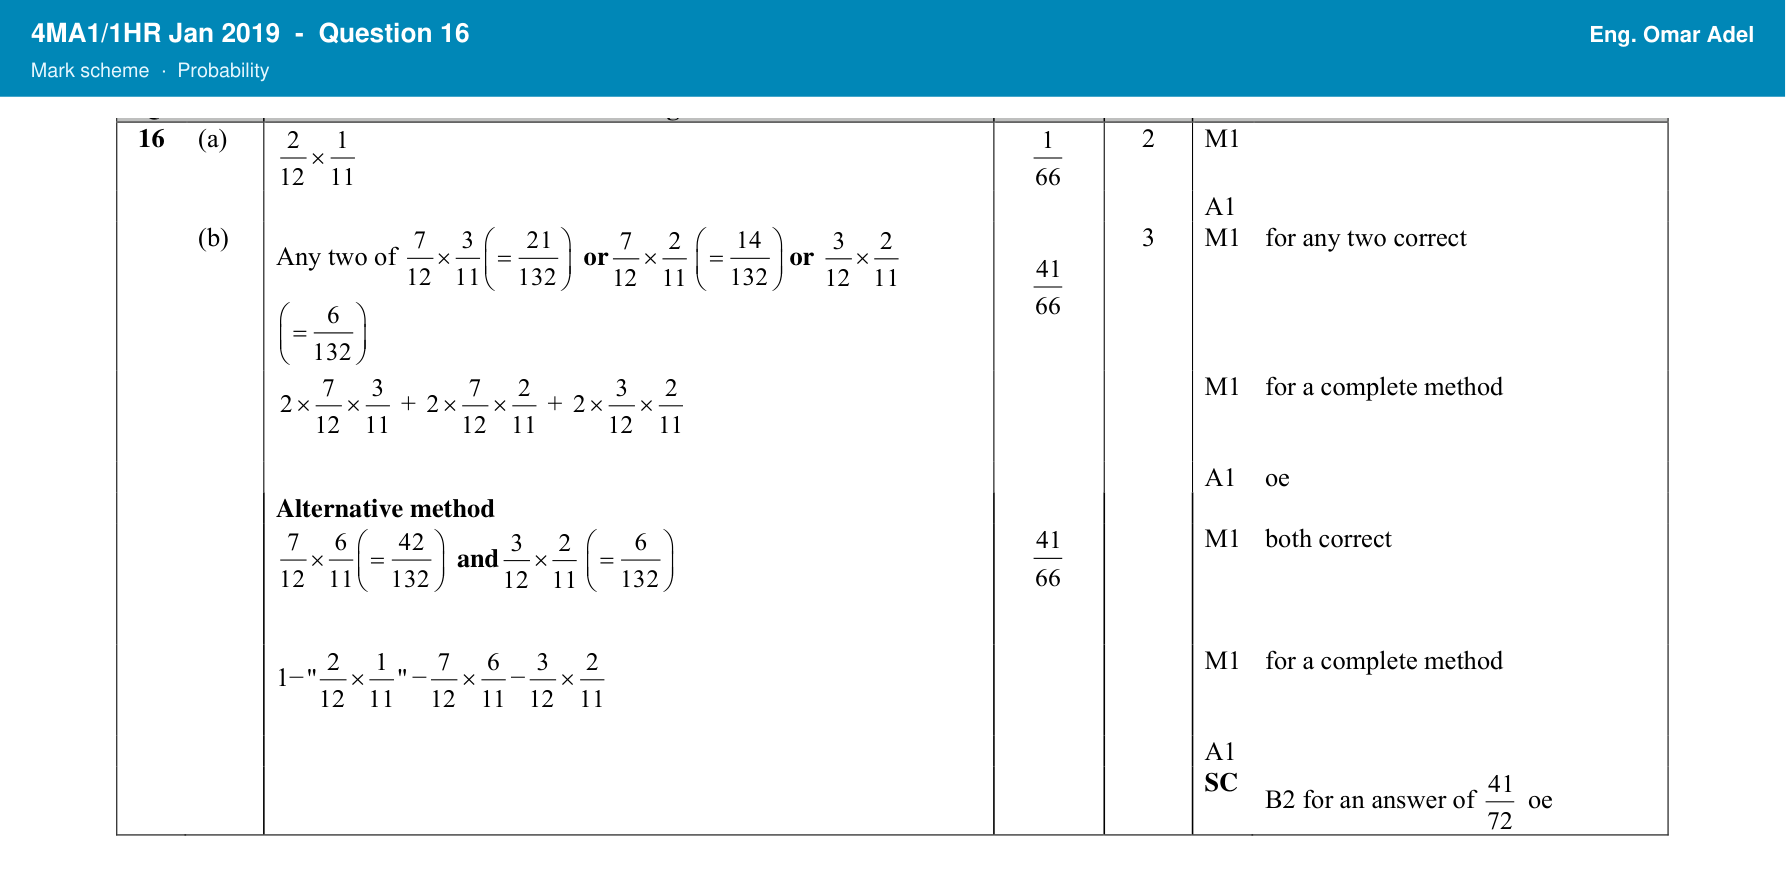 4MA1/1HR Jan 2019 - Question 16
Eng. Omar Adel
Mark scheme · Probability
16 (a) 2/12 × 1/11 1/66 2 M1
A1
(b) Any two of 7/12 × 3/11 (= 21/132) or 7/12 × 2/11 (= 14/132) or 3/12 × 2/11 41/66 3 M1 for any two correct
(= 6/132)
2 × 7/12 × 3/11 + 2 × 7/12 × 2/11 + 2 × 3/12 × 2/11 M1 for a complete method
A1 oe
Alternative method
7/12 × 6/11 (= 42/132) and 3/12 × 2/11 (= 6/132) 41/66 M1 both correct
1−"2/12 × 1/11"− 7/12 × 6/11 − 3/12 × 2/11 M1 for a complete method
A1
SC
B2 for an answer of 41/72 oe